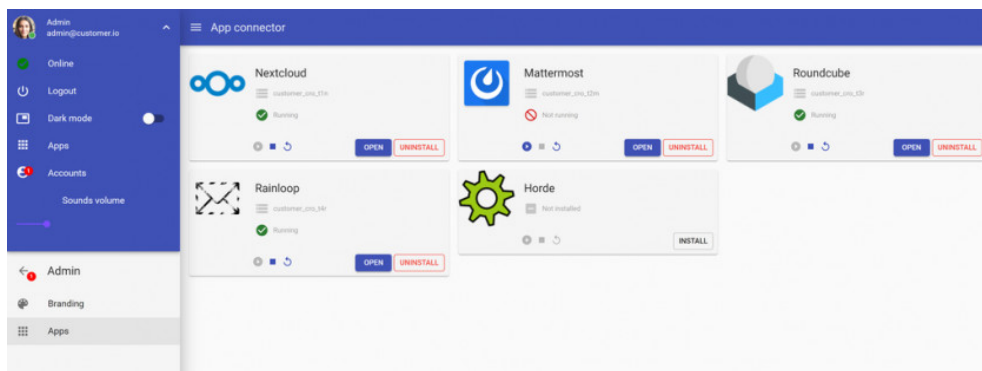 Admin
admin@customer.io
App connector
Online
Logout
Dark mode
Apps
Accounts
Sounds volume
Admin
Branding
Apps
Nextcloud
Running
OPEN UNINSTALL
Mattermost
Not running
OPEN UNINSTALL
Roundcube
Running
OPEN UNINSTALL
Rainloop
Running
OPEN UNINSTALL
Horde
Not installed
INSTALL